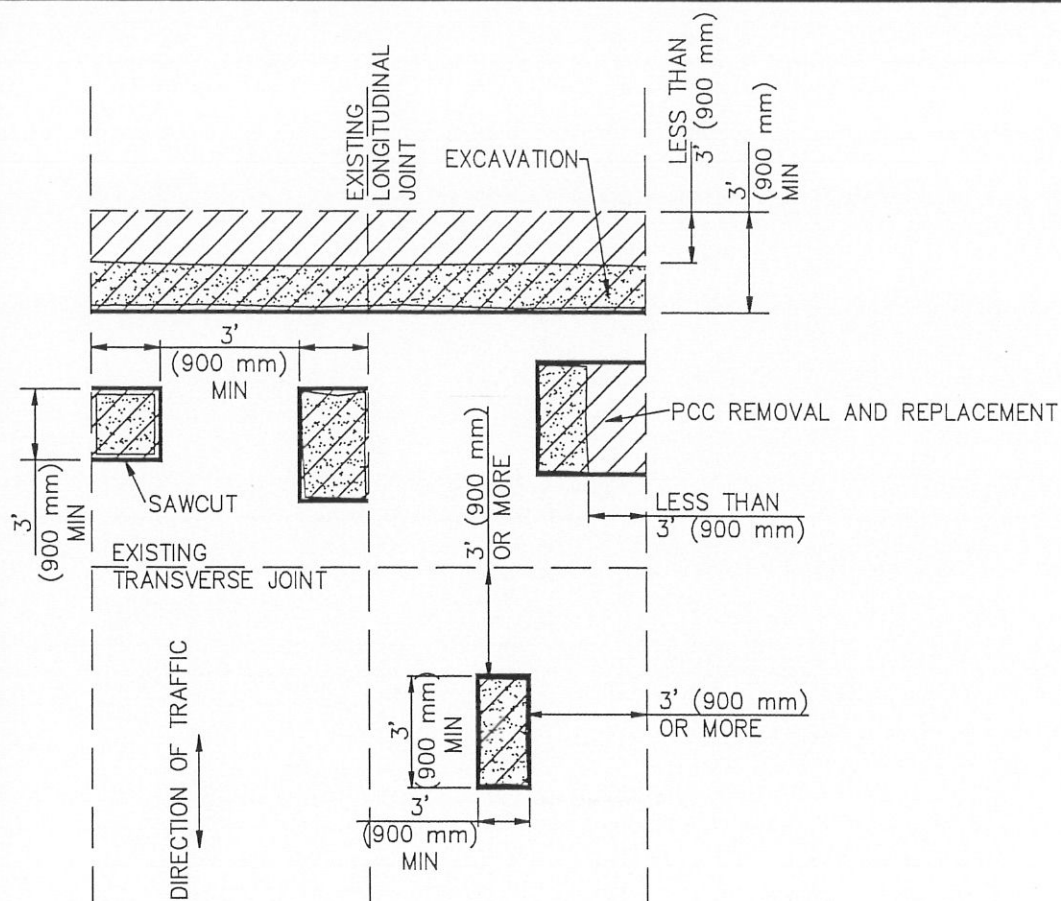 EXISTING
LONGITUDINAL
JOINT
EXCAVATION
LESS THAN
3' (900 mm)
3'
(900 mm)
MIN
3'
(900 mm)
MIN
3'
(900 mm)
MIN
SAWCUT
PCC REMOVAL AND REPLACEMENT
3' (900 mm)
OR MORE
LESS THAN
3' (900 mm)
EXISTING
TRANSVERSE JOINT
DIRECTION OF TRAFFIC
3'
(900 mm)
MIN
3' (900 mm)
OR MORE
3'
(900 mm)
MIN